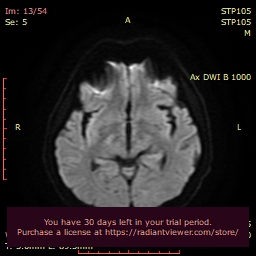 Im: 13/54
Se: 5
A
STP105
STP105
M
Ax DWI B 1000
R
L
You have 30 days left in your trial period.
Purchase a license at https://radiantviewer.com/store/